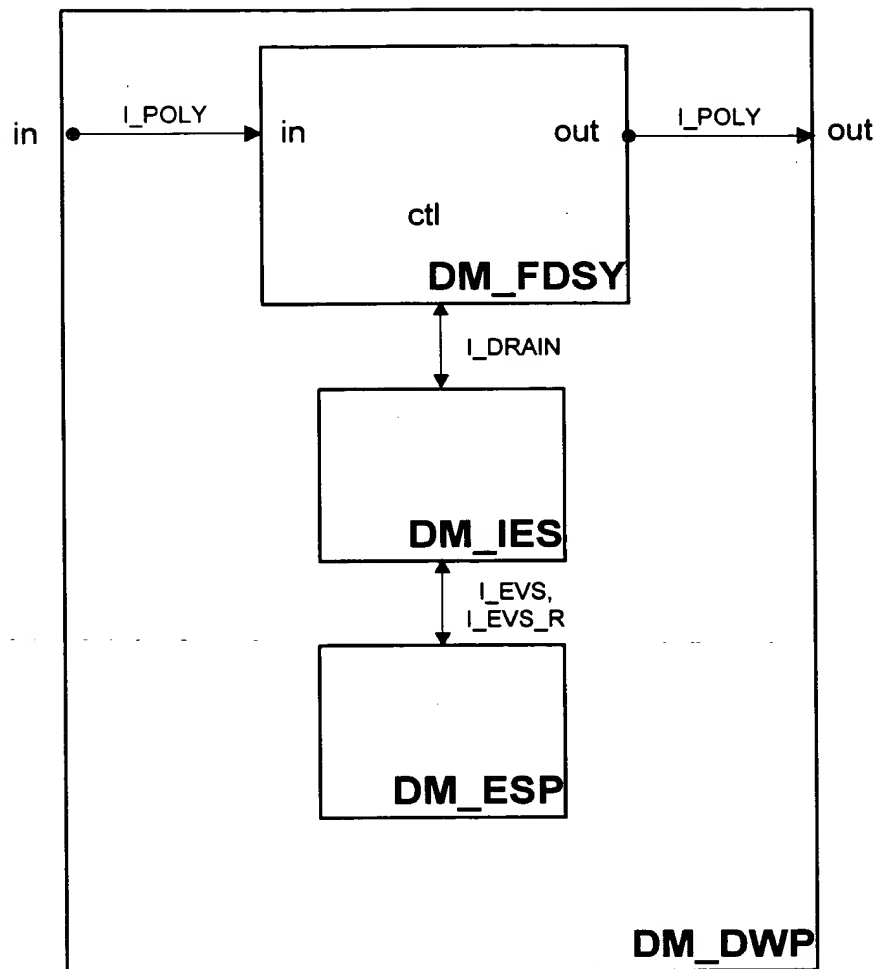 I_POLY
I_POLY
in
in
out
out
ctl
DM_FDSY
I_DRAIN
DM_IES
I_EVS,
I_EVS_R
DM_ESP
DM_DWP